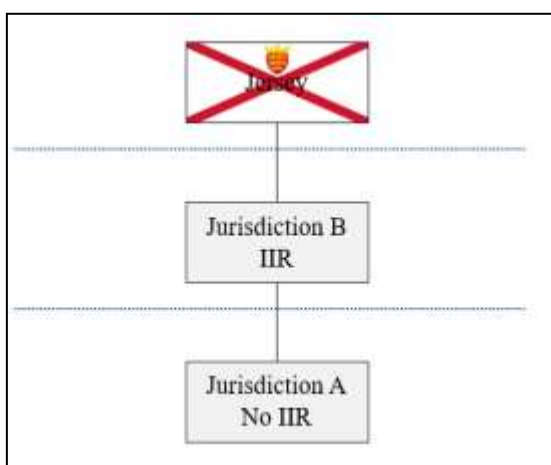 Jersey
Jurisdiction B
IIR
Jurisdiction A
No IIR